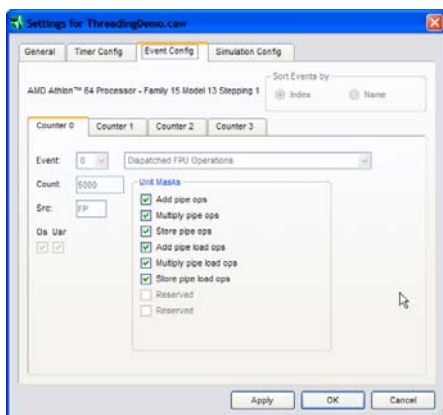 Settings for ThreadingDemo.caw
General Timer Config Event Config Simulation Config
Sort Events by
AMD Athlon™ 64 Processor - Family 15 Model 13 Stepping 1
Index Name
Counter 0 Counter 1 Counter 2 Counter 3
Event: 0 Dispatched FPU Operations
Count: 5000
Unit Masks
Add pipe ops
Src: FP
Multiply pipe ops
Store pipe ops
Os Usr
Add pipe load ops
Multiply pipe load ops
Store pipe load ops
Reserved
Reserved
Apply OK Cancel